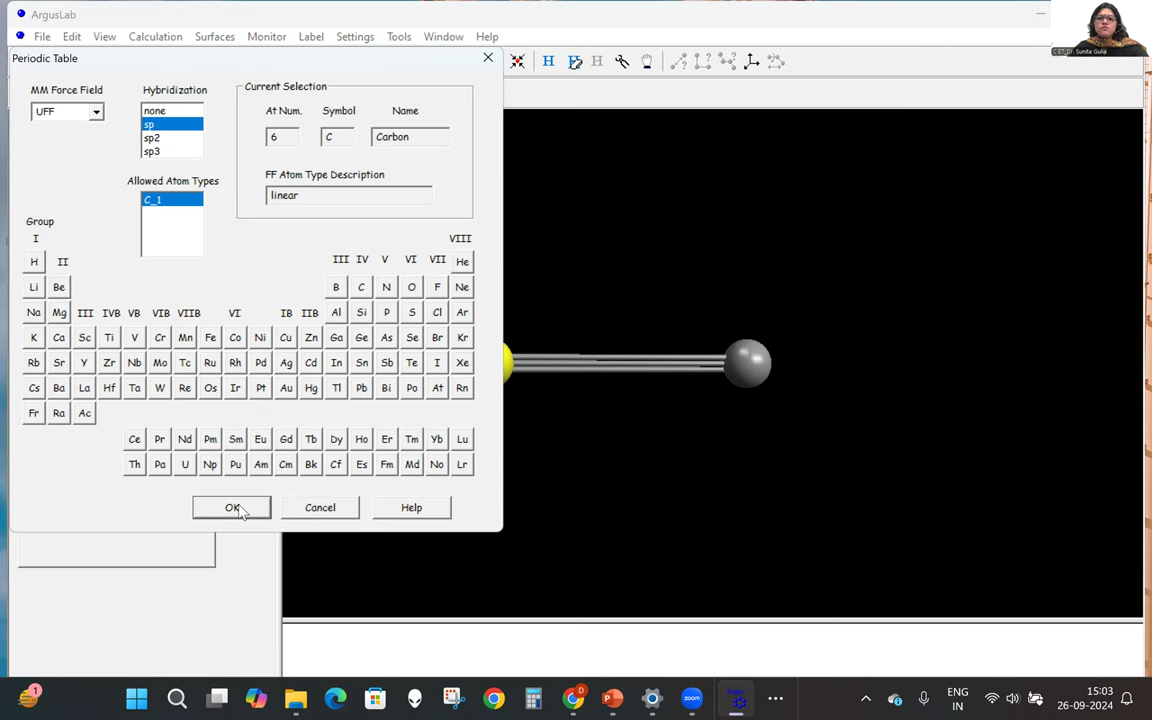 ArgusLab
File Edit View Calculation Surfaces Monitor Label Settings Tools Window Help
CIET_Dr. Sunita Gulia
Periodic Table
H H
MM Force Field
Hybridization
Current Selection
UFF
none
sp
sp2
sp3
At Num. Symbol Name
6 C Carbon
Allowed Atom Types
C_1
FF Atom Type Description
linear
Group
I VIII
II III IV V VI VII
H He
Li Be B C N O F Ne
Na Mg III IVB VB VIB VIIB VI IB IIB Al Si P S Cl Ar
K Ca Sc Ti V Cr Mn Fe Co Ni Cu Zn Ga Ge As Se Br Kr
Rb Sr Y Zr Nb Mo Tc Ru Rh Pd Ag Cd In Sn Sb Te I Xe
Cs Ba La Hf Ta W Re Os Ir Pt Au Hg Tl Pb Bi Po At Rn
Fr Ra Ac
Ce Pr Nd Pm Sm Eu Gd Tb Dy Ho Er Tm Yb Lu
Th Pa U Np Pu Am Cm Bk Cf Es Fm Md No Lr
OK Cancel Help
1
D
zoom
ENG
IN
15:03
26-09-2024